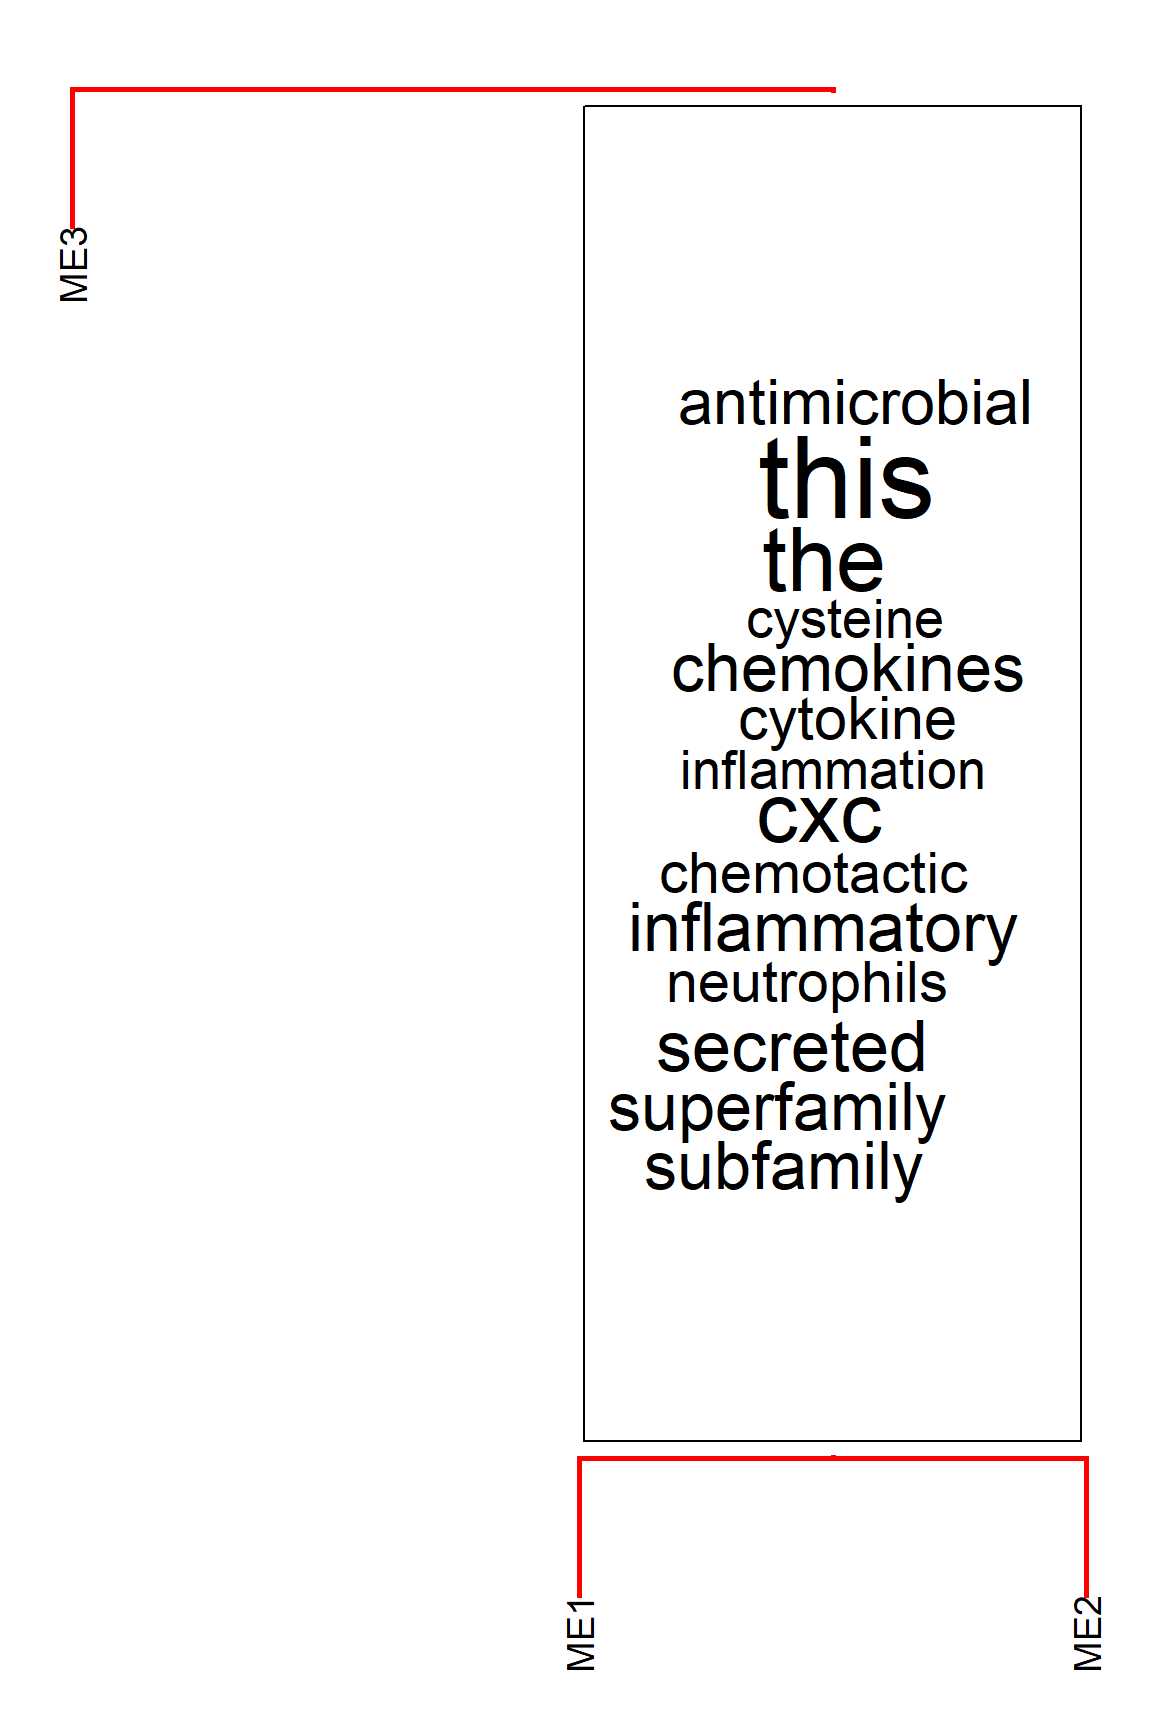 ME3
antimicrobial
this
the
cysteine
chemokines
cytokine
inflammation
cxc
chemotactic
inflammatory
neutrophils
secreted
superfamily
subfamily
ME1
ME2